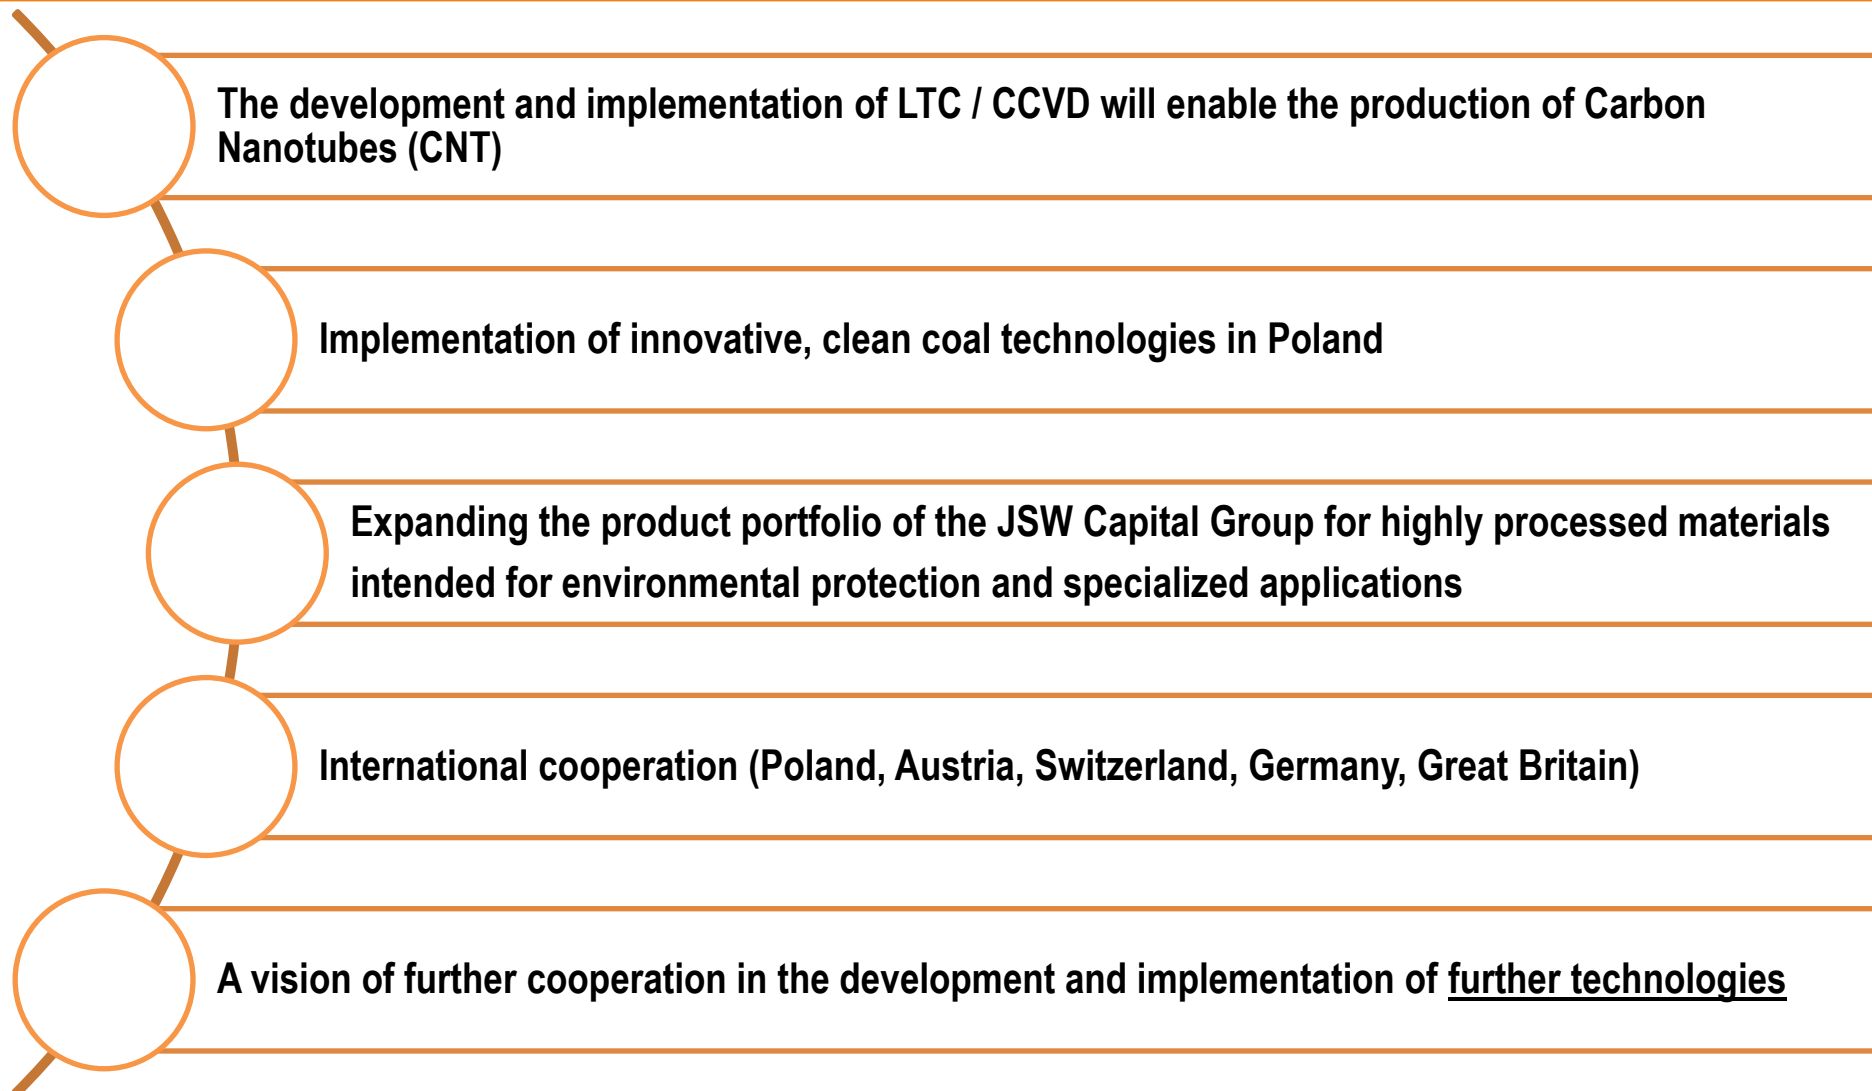 The development and implementation of LTC / CCVD will enable the production of Carbon
Nanotubes (CNT)
Implementation of innovative, clean coal technologies in Poland
Expanding the product portfolio of the JSW Capital Group for highly processed materials
intended for environmental protection and specialized applications
International cooperation (Poland, Austria, Switzerland, Germany, Great Britain)
A vision of further cooperation in the development and implementation of further technologies